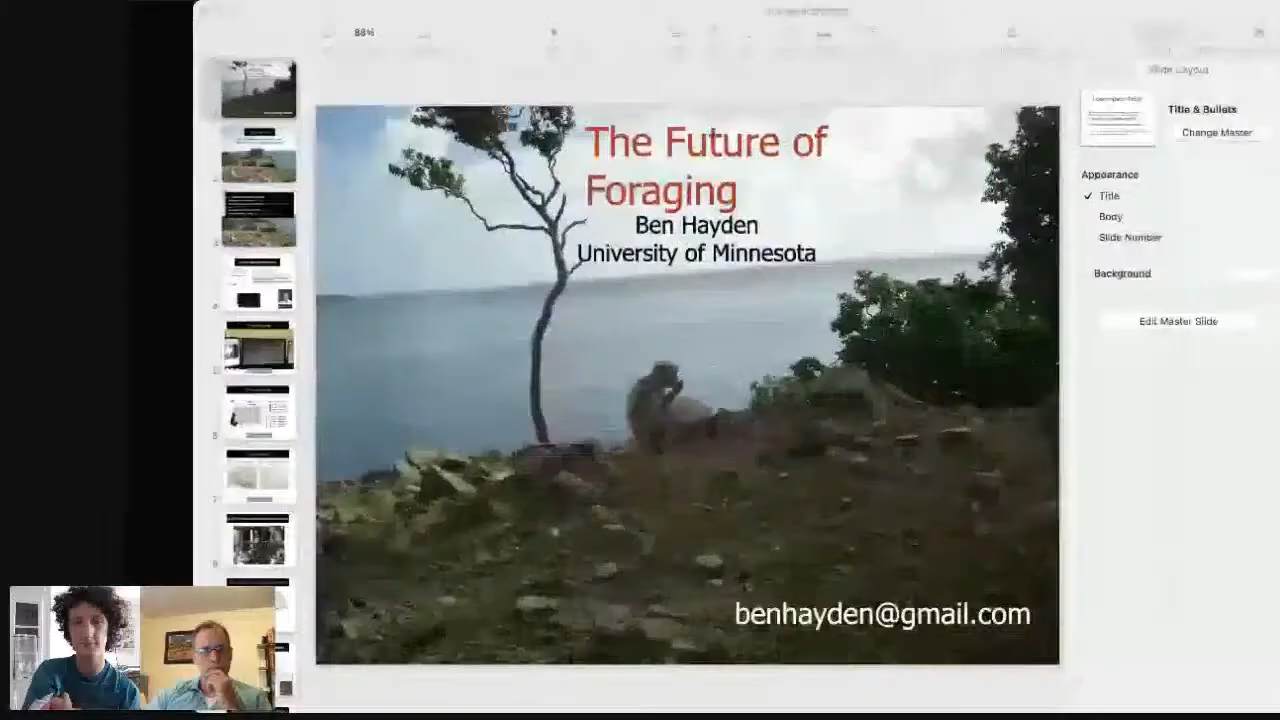 88%
Slide Layout
Title & Bullets
Change Master
Appearance
✓ Title
Body
Slide Number
Background
Edit Master Slide
The Future of
Foraging
Ben Hayden
University of Minnesota
benhayden@gmail.com